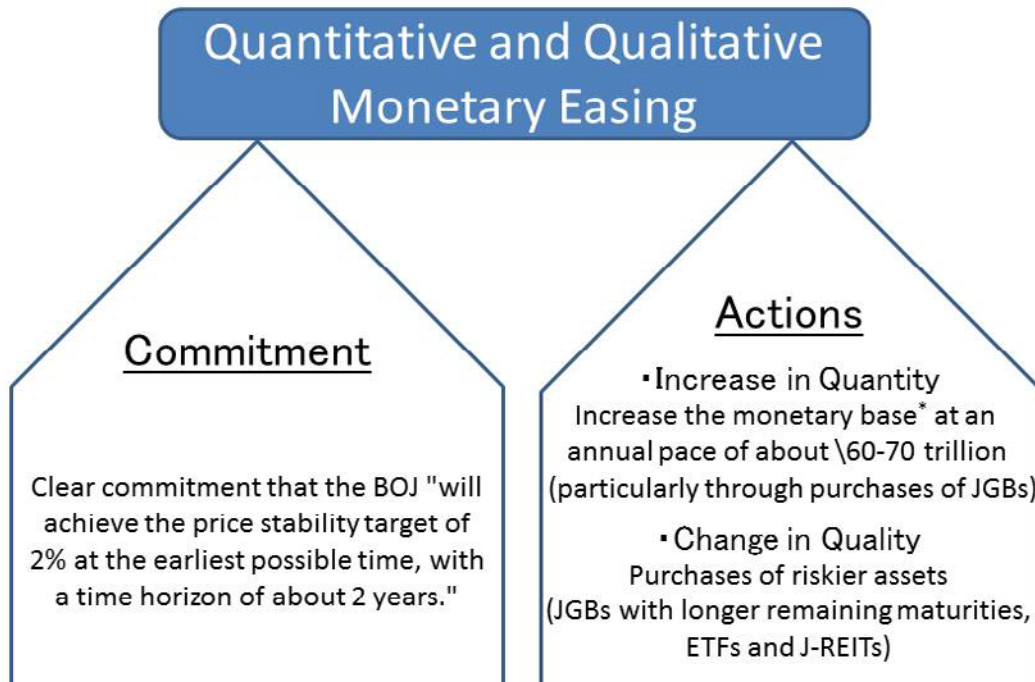 Quantitative and Qualitative
Monetary Easing
Commitment
Clear commitment that the BOJ "will
achieve the price stability target of
2% at the earliest possible time, with
a time horizon of about 2 years."
Actions
・Increase in Quantity
Increase the monetary base* at an
annual pace of about \60-70 trillion
(particularly through purchases of JGBs)
・Change in Quality
Purchases of riskier assets
(JGBs with longer remaining maturities,
ETFs and J-REITs)